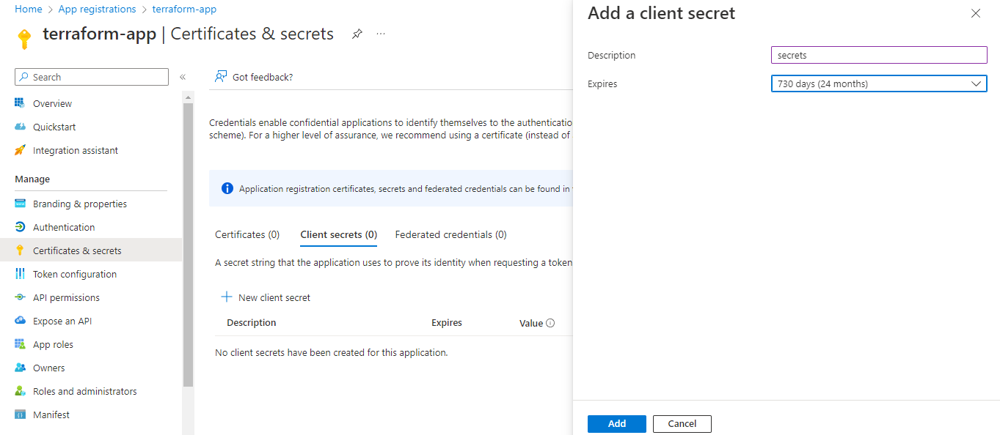 Home > App registrations > terraform-app
terraform-app | Certificates & secrets
Search
Overview
Quickstart
Integration assistant
Manage
Branding & properties
Authentication
Certificates & secrets
Token configuration
API permissions
Expose an API
App roles
Owners
Roles and administrators
Manifest
Got feedback?
Credentials enable confidential applications to identify themselves to the authentication
scheme). For a higher level of assurance, we recommend using a certificate (instead of
Application registration certificates, secrets and federated credentials can be found in
Certificates (0) Client secrets (0) Federated credentials (0)
A secret string that the application uses to prove its identity when requesting a token
New client secret
Description Expires Value
No client secrets have been created for this application.
Add a client secret
Description secrets
Expires 730 days (24 months)
Add Cancel